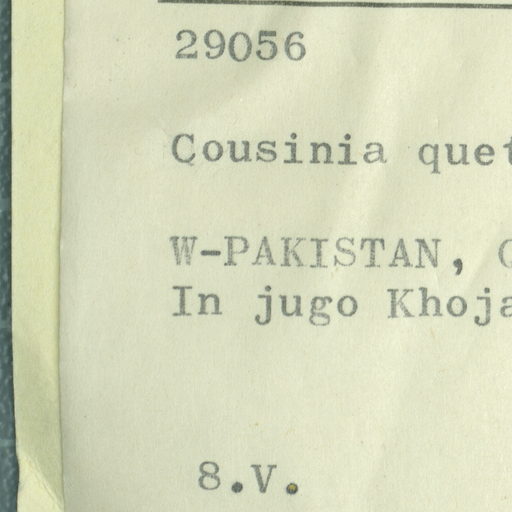 29056
Cousinia quet
W-PAKISTAN,
In jugo Khoja
8.V.